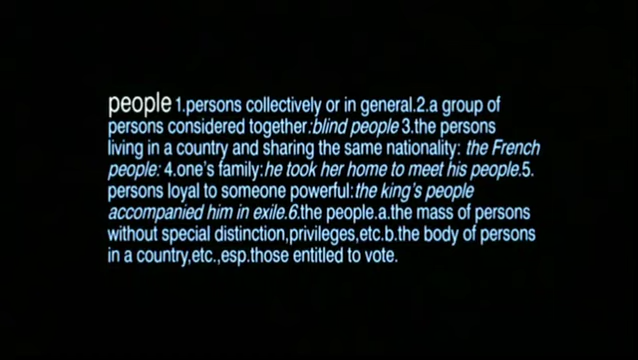 people 1.persons collectively or in general.2.a group of
persons considered together:blind people 3.the persons
living in a country and sharing the same nationality: the French
people: 4.one's family:he took her home to meet his people.5.
persons loyal to someone powerful:the king's people
accompanied him in exile.6.the people.a.the mass of persons
without special distinction,privileges,etc.b.the body of persons
in a country,etc.,esp.those entitled to vote.